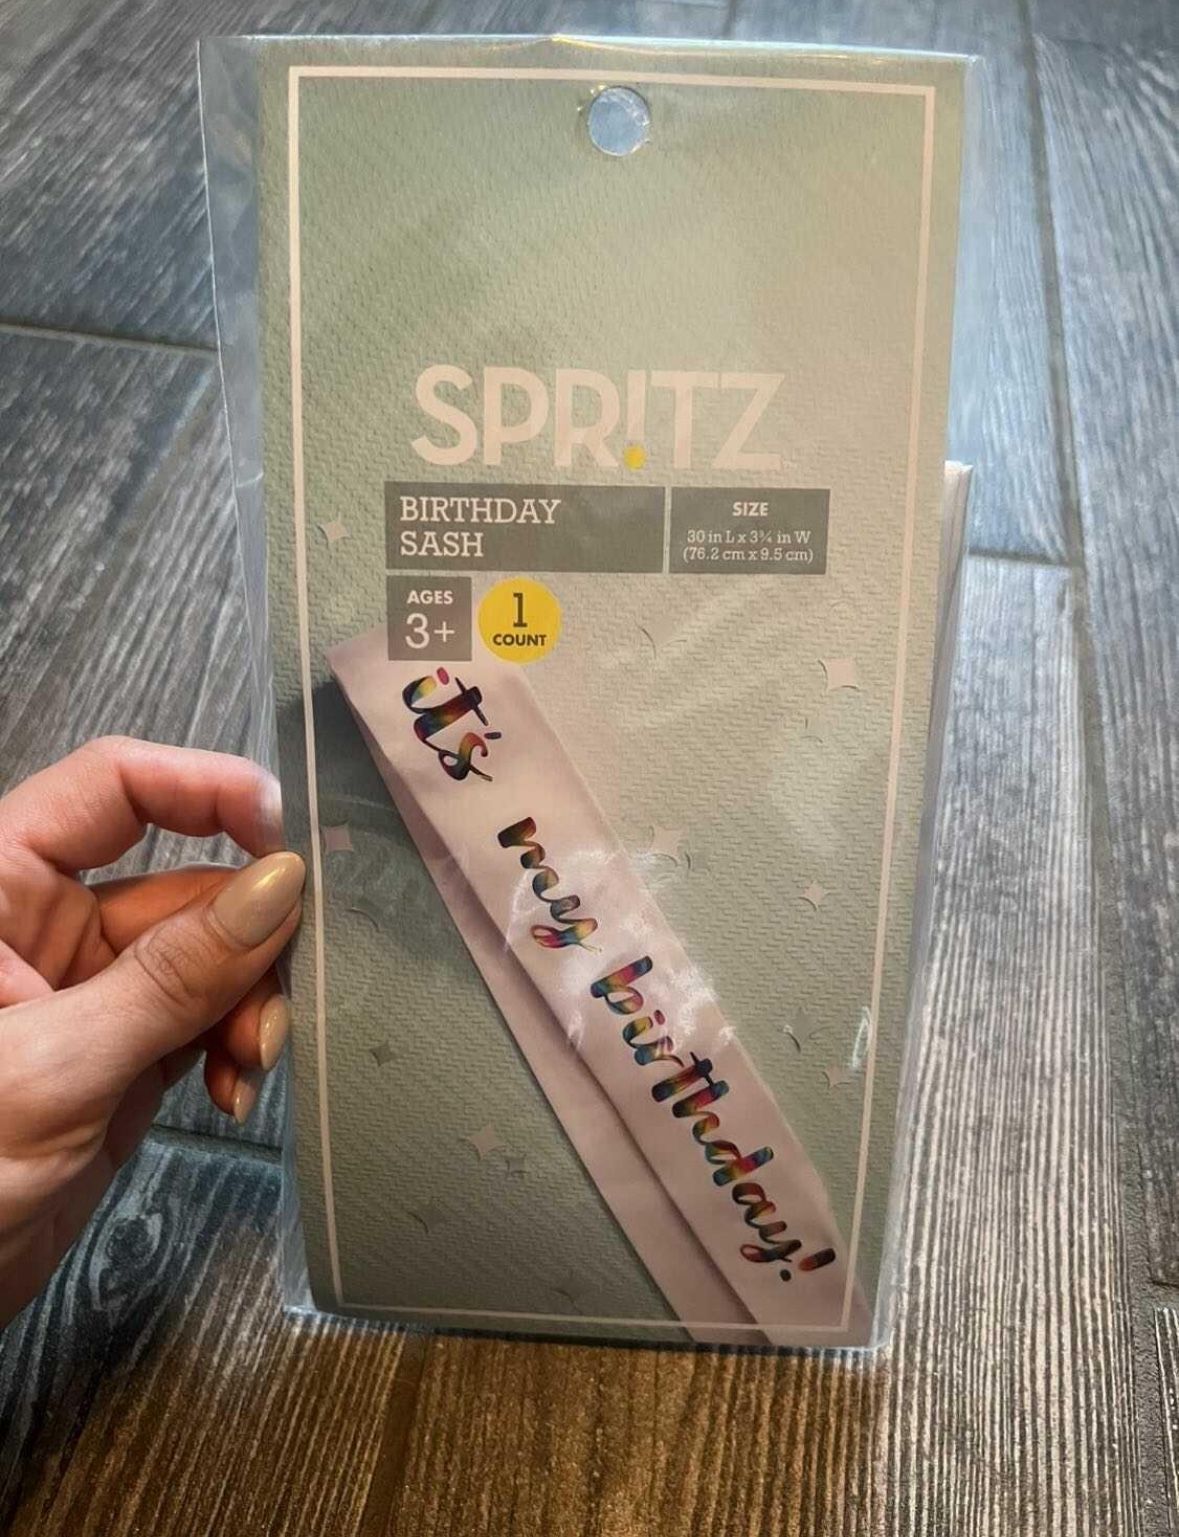 SPR!TZ
BIRTHDAY
SASH
SIZE
30 in L x 3¾ in W
(76.2 cm x 9.5 cm)
AGES
3+
1
COUNT
it's my birthday!